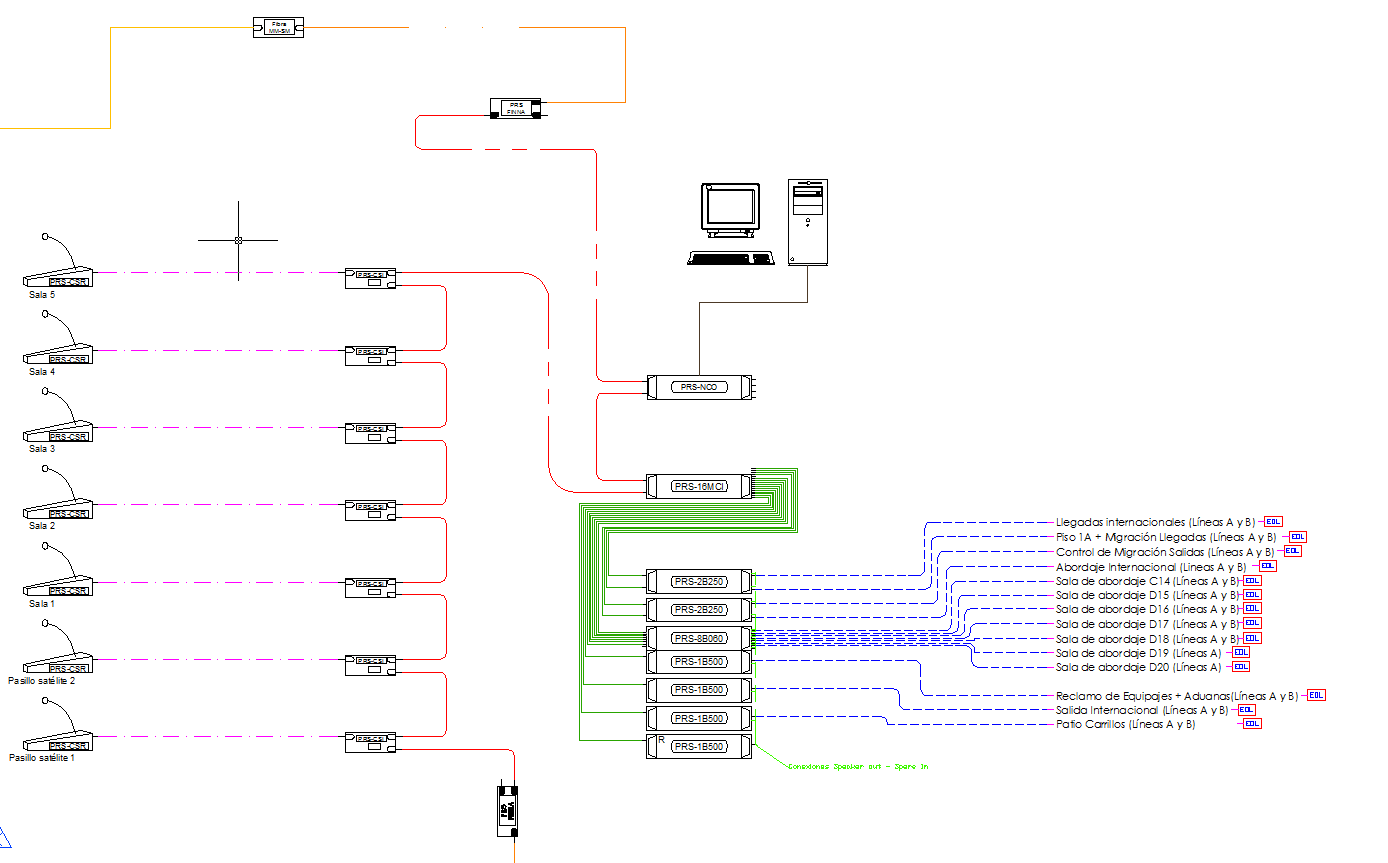 Fibra
MM-SM
PRS
FINNA
PRS-CSR
Sala 5
PRS-CSI
PRS-CSR
Sala 4
PRS-CSI
PRS-NCO
PRS-CSR
Sala 3
PRS-CSI
PRS-16MCI
PRS-CSR
Sala 2
PRS-CSI
PRS-CSR
Sala 1
PRS-CSI
PRS-CSR
Pasillo satélite 2
PRS-CSI
PRS-CSR
Pasillo satélite 1
PRS-CSI
PRS-2B250
PRS-2B250
PRS-8B060
PRS-1B500
PRS-1B500
PRS-1B500
R PRS-1B500
Llegadas internacionales (Líneas A y B) EOL
Piso 1A + Migración Llegadas (Líneas A y B) EOL
Control de Migración Salidas (Líneas A y B) EOL
Abordaje Internacional (Lineas A y B) EOL
Sala de abordaje C14 (Líneas A y B) EOL
Sala de abordaje D15 (Líneas A y B) EOL
Sala de abordaje D16 (Líneas A y B) EOL
Sala de abordaje D17 (Líneas A y B) EOL
Sala de abordaje D18 (Líneas A y B) EOL
Sala de abordaje D19 (Líneas A) EOL
Sala de abordaje D20 (Líneas A) EOL
Reclamo de Equipajes + Aduanas(Líneas A y B) EOL
Salida Internacional (Líneas A y B) EOL
Patio Carrillos (Líneas A y B) EOL
Conexiones Speaker out - Spare In